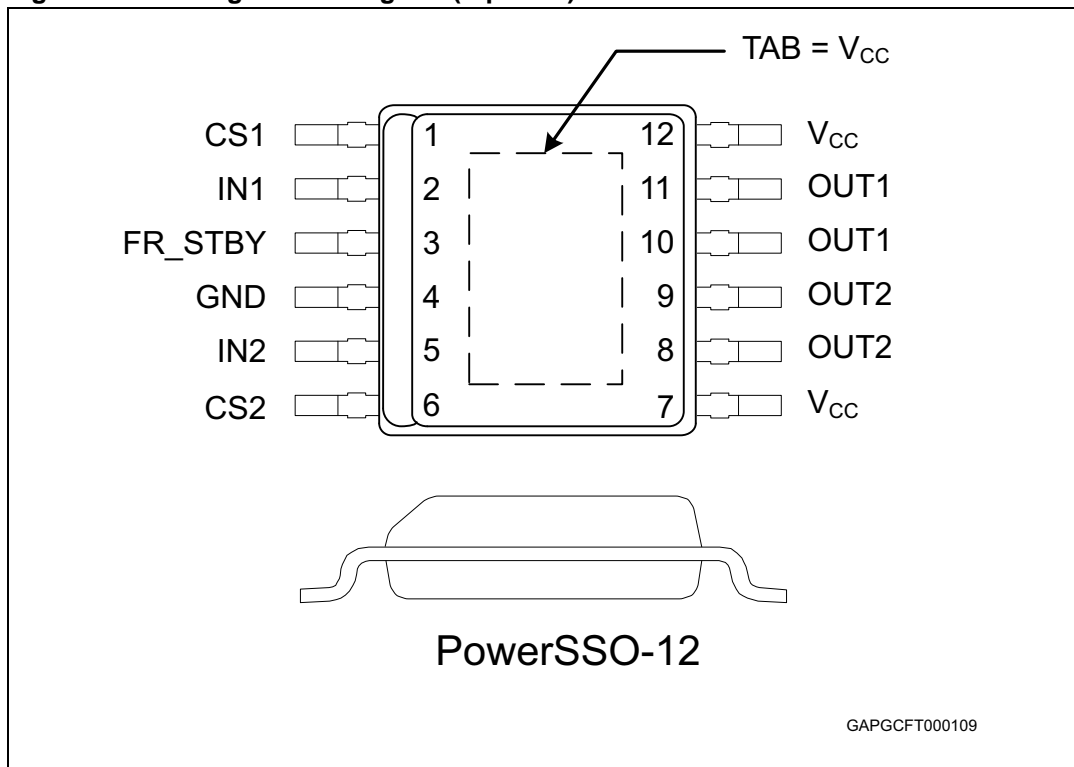 TAB = VCC
CS1 1 12 VCC
IN1 2 11 OUT1
FR_STBY 3 10 OUT1
GND 4 9 OUT2
IN2 5 8 OUT2
CS2 6 7 VCC
PowerSSO-12
GAPGCFT000109